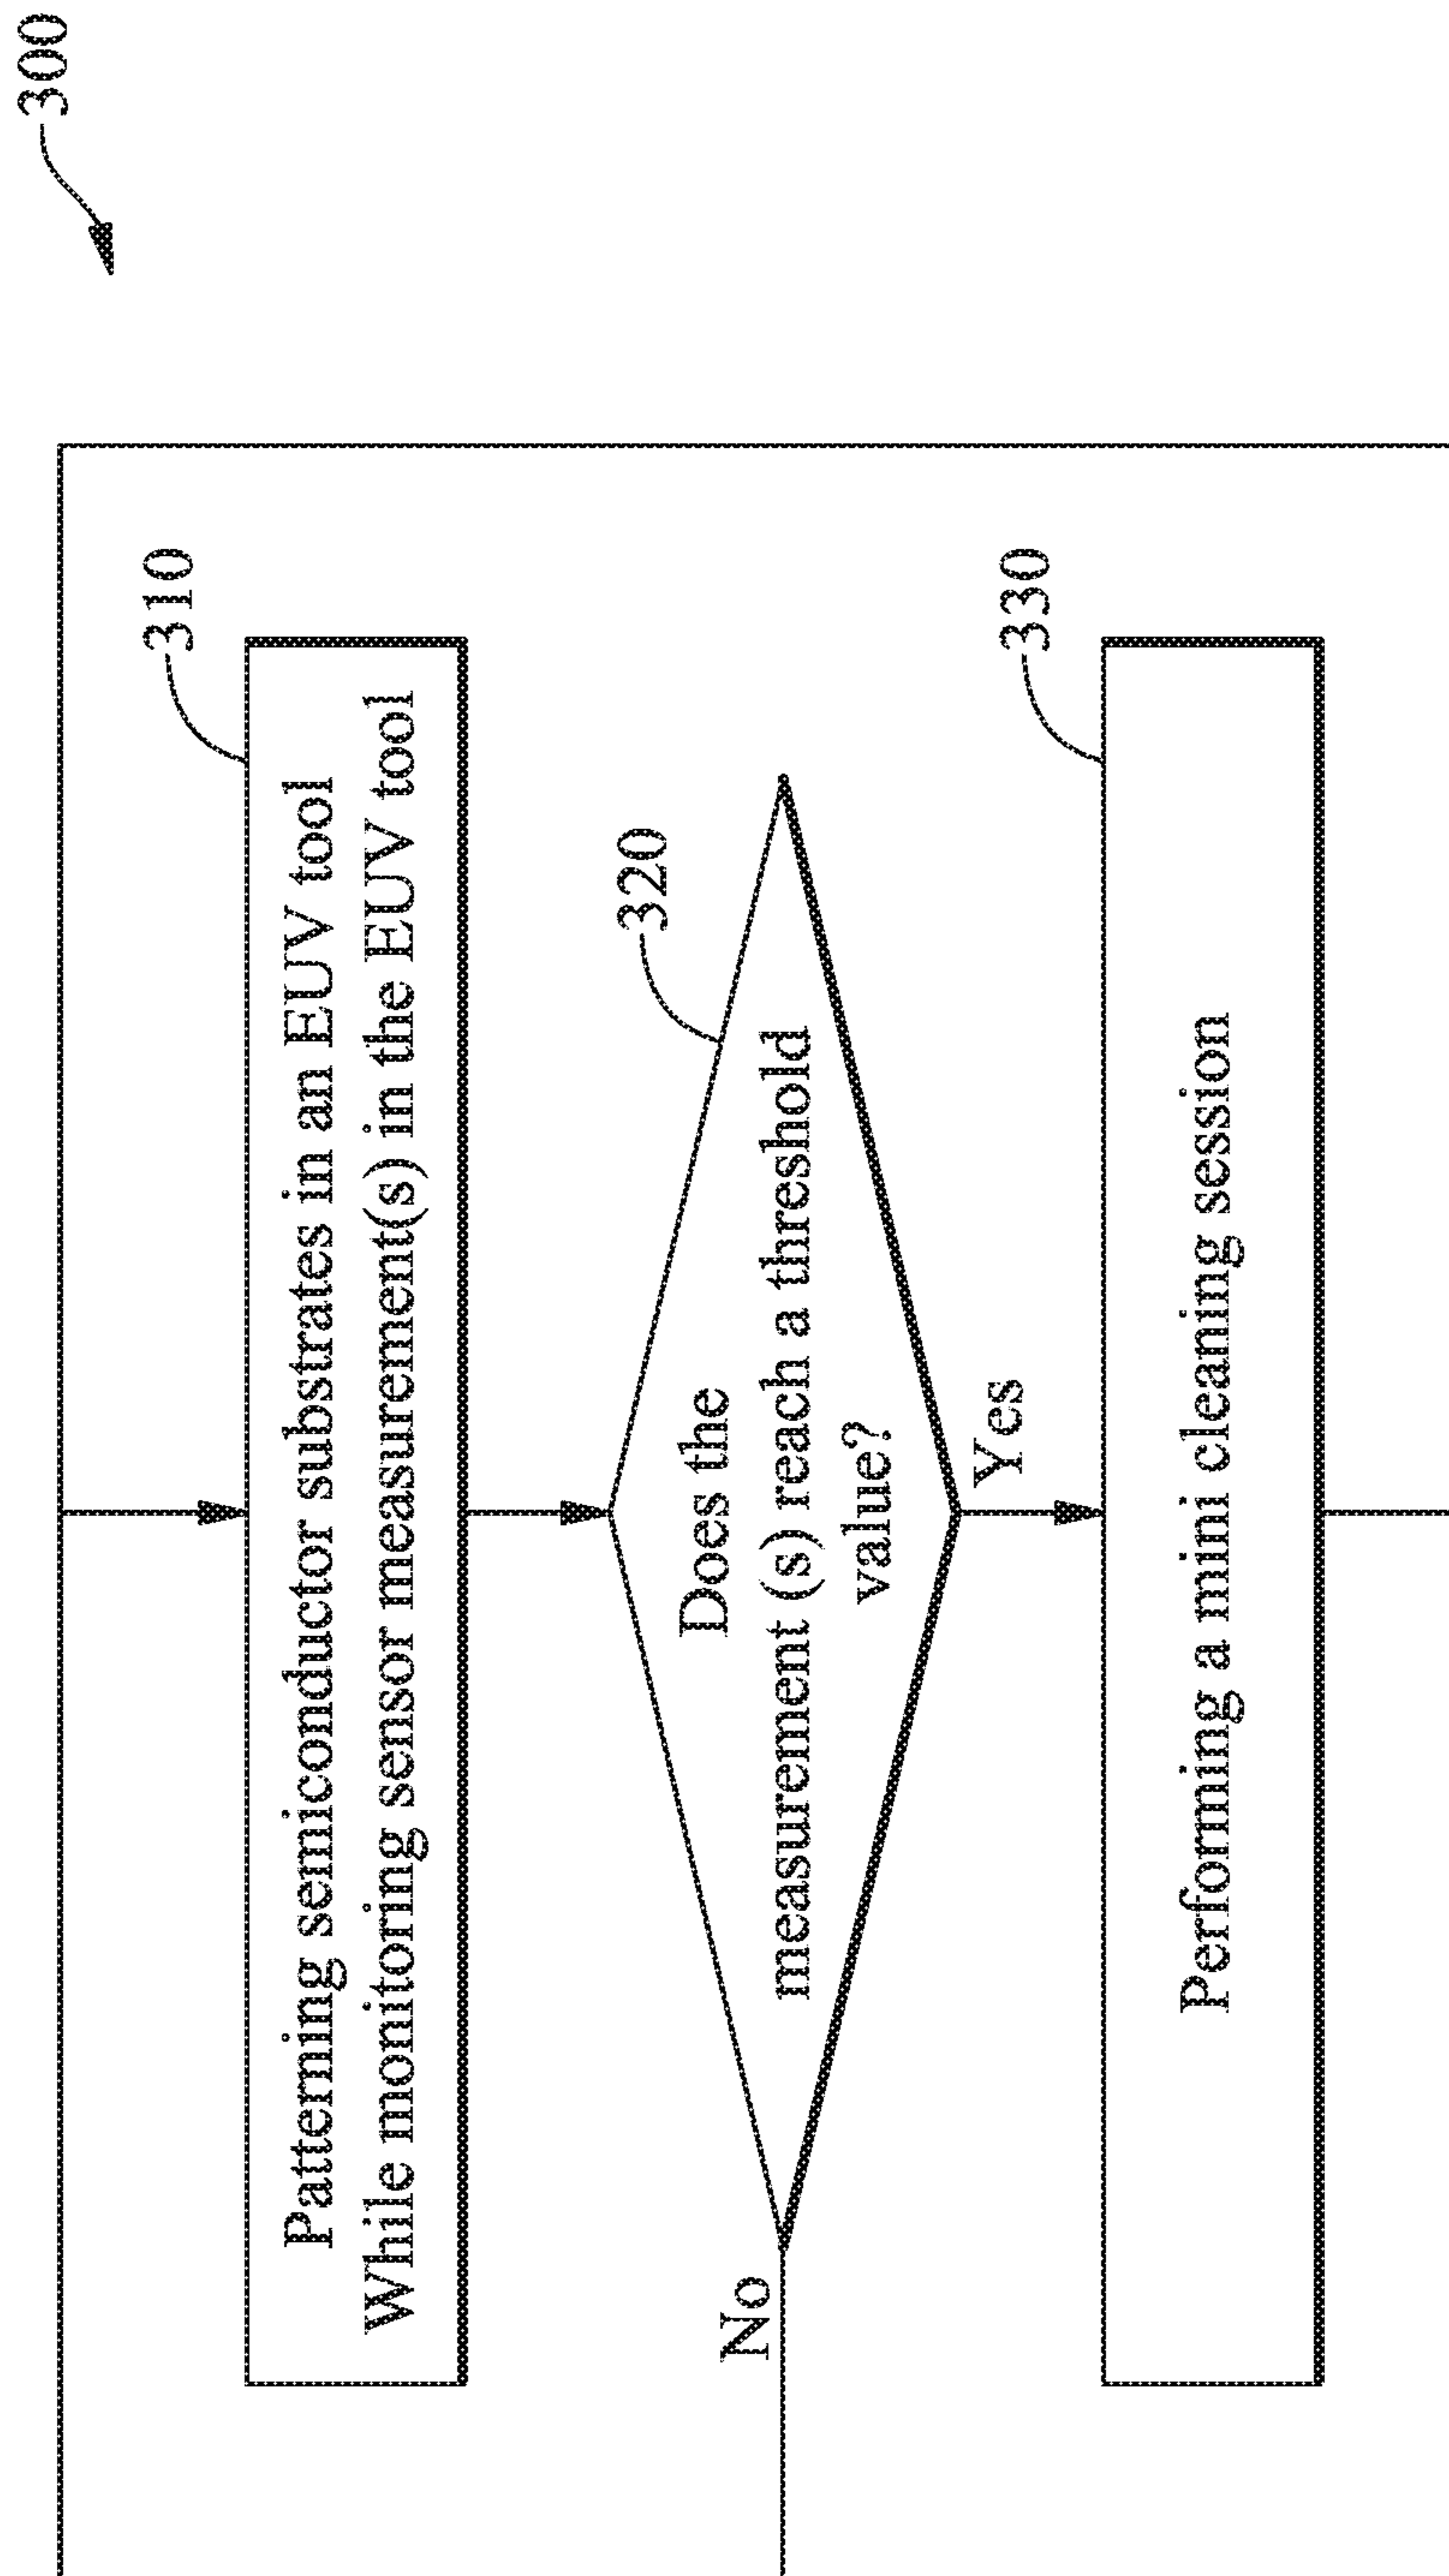 300
310
Patterning semiconductor substrates in an EUV tool
While monitoring sensor measurement(s) in the EUV tool
320
Does the
measurement (s) reach a threshold
value?
No
Yes
330
Performing a mini cleaning session